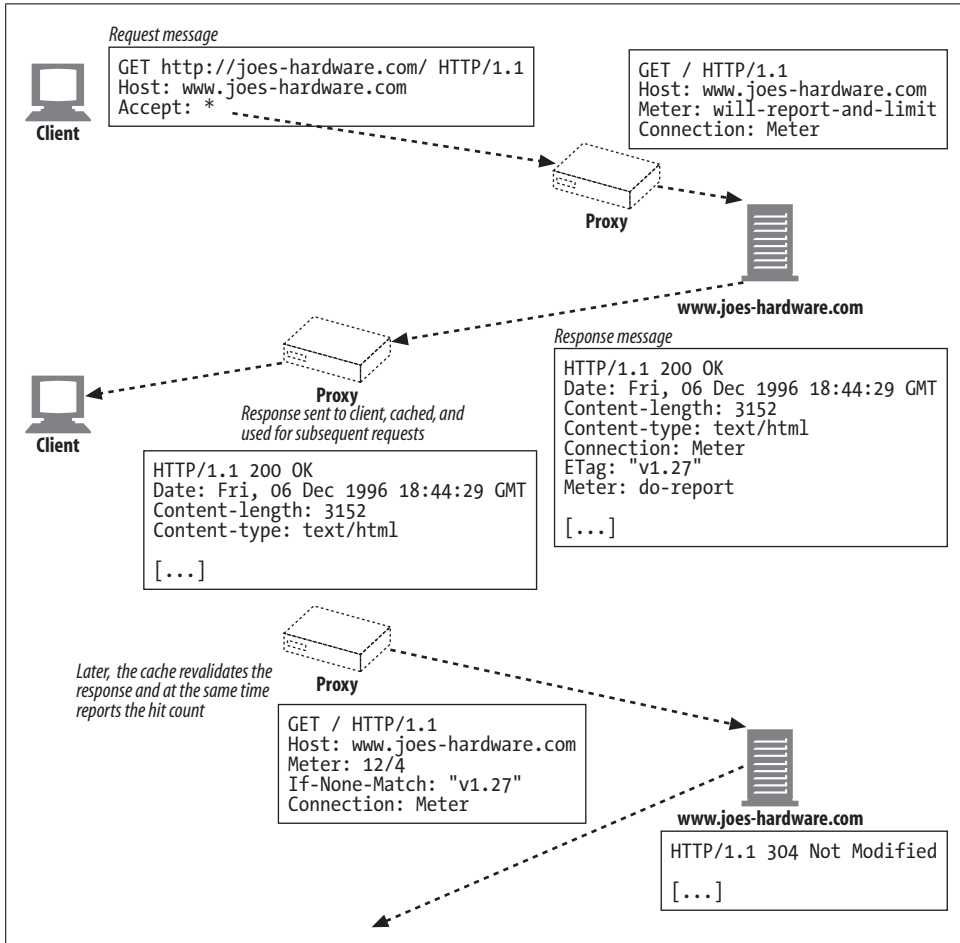 Request message
GET http://joes-hardware.com/ HTTP/1.1
Host: www.joes-hardware.com
Accept: *
Client
GET / HTTP/1.1
Host: www.joes-hardware.com
Meter: will-report-and-limit
Connection: Meter
Proxy
www.joes-hardware.com
Proxy
Response sent to client, cached, and
used for subsequent requests
Client
HTTP/1.1 200 OK
Date: Fri, 06 Dec 1996 18:44:29 GMT
Content-length: 3152
Content-type: text/html
[...]
Response message
HTTP/1.1 200 OK
Date: Fri, 06 Dec 1996 18:44:29 GMT
Content-length: 3152
Content-type: text/html
Connection: Meter
ETag: "v1.27"
Meter: do-report
[...]
Later, the cache revalidates the
response and at the same time
reports the hit count
Proxy
GET / HTTP/1.1
Host: www.joes-hardware.com
Meter: 12/4
If-None-Match: "v1.27"
Connection: Meter
www.joes-hardware.com
HTTP/1.1 304 Not Modified
[...]